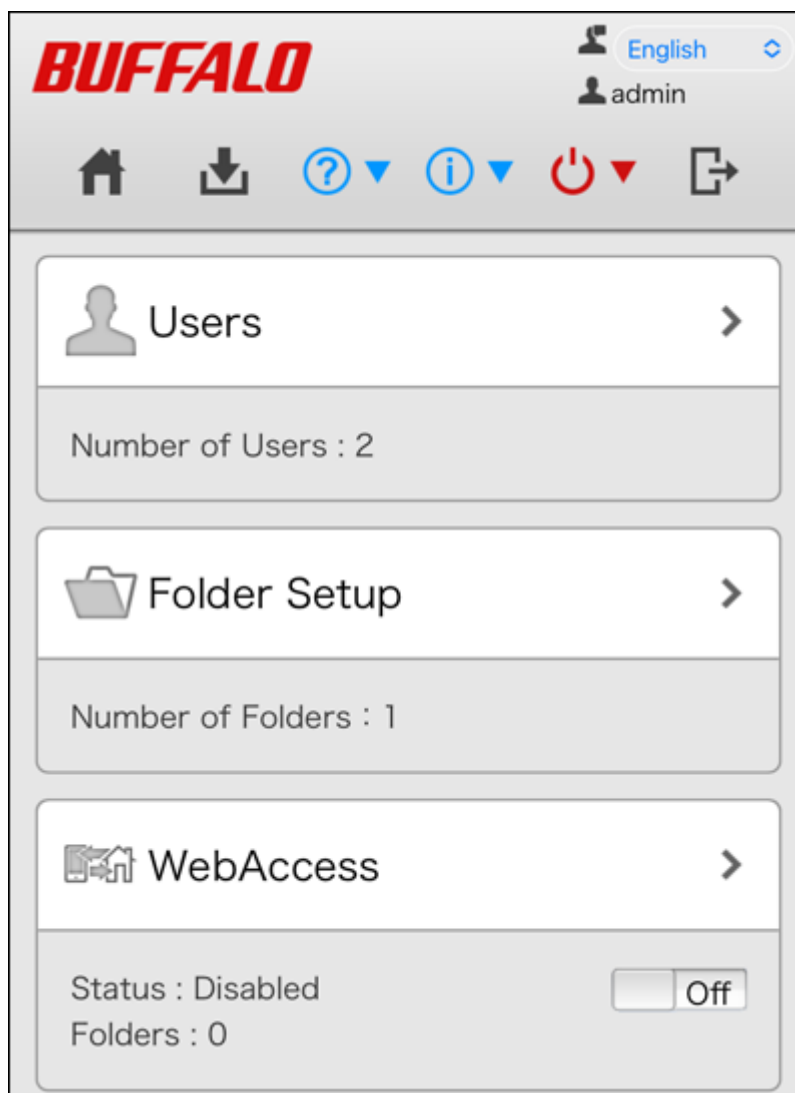 BUFFALO
English
admin
Users
Number of Users : 2
Folder Setup
Number of Folders : 1
WebAccess
Status : Disabled
Off
Folders : 0